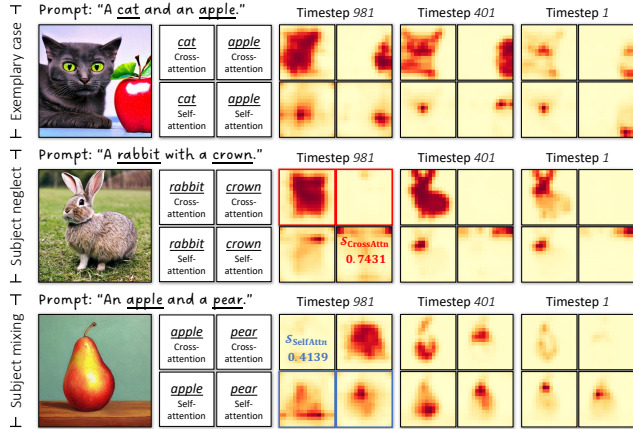 Exemplary case
Prompt: "A cat and an apple."
Timestep 981
Timestep 401
Timestep 1
cat
Cross-
attention
apple
Cross-
attention
cat
Self-
attention
apple
Self-
attention
Subject neglect
Prompt: "A rabbit with a crown."
Timestep 981
Timestep 401
Timestep 1
rabbit
Cross-
attention
crown
Cross-
attention
rabbit
Self-
attention
crown
Self-
attention
S_CrossAttn
0.7431
Subject mixing
Prompt: "An apple and a pear."
Timestep 981
Timestep 401
Timestep 1
apple
Cross-
attention
pear
Cross-
attention
S_SelfAttn
0.4139
apple
Self-
attention
pear
Self-
attention